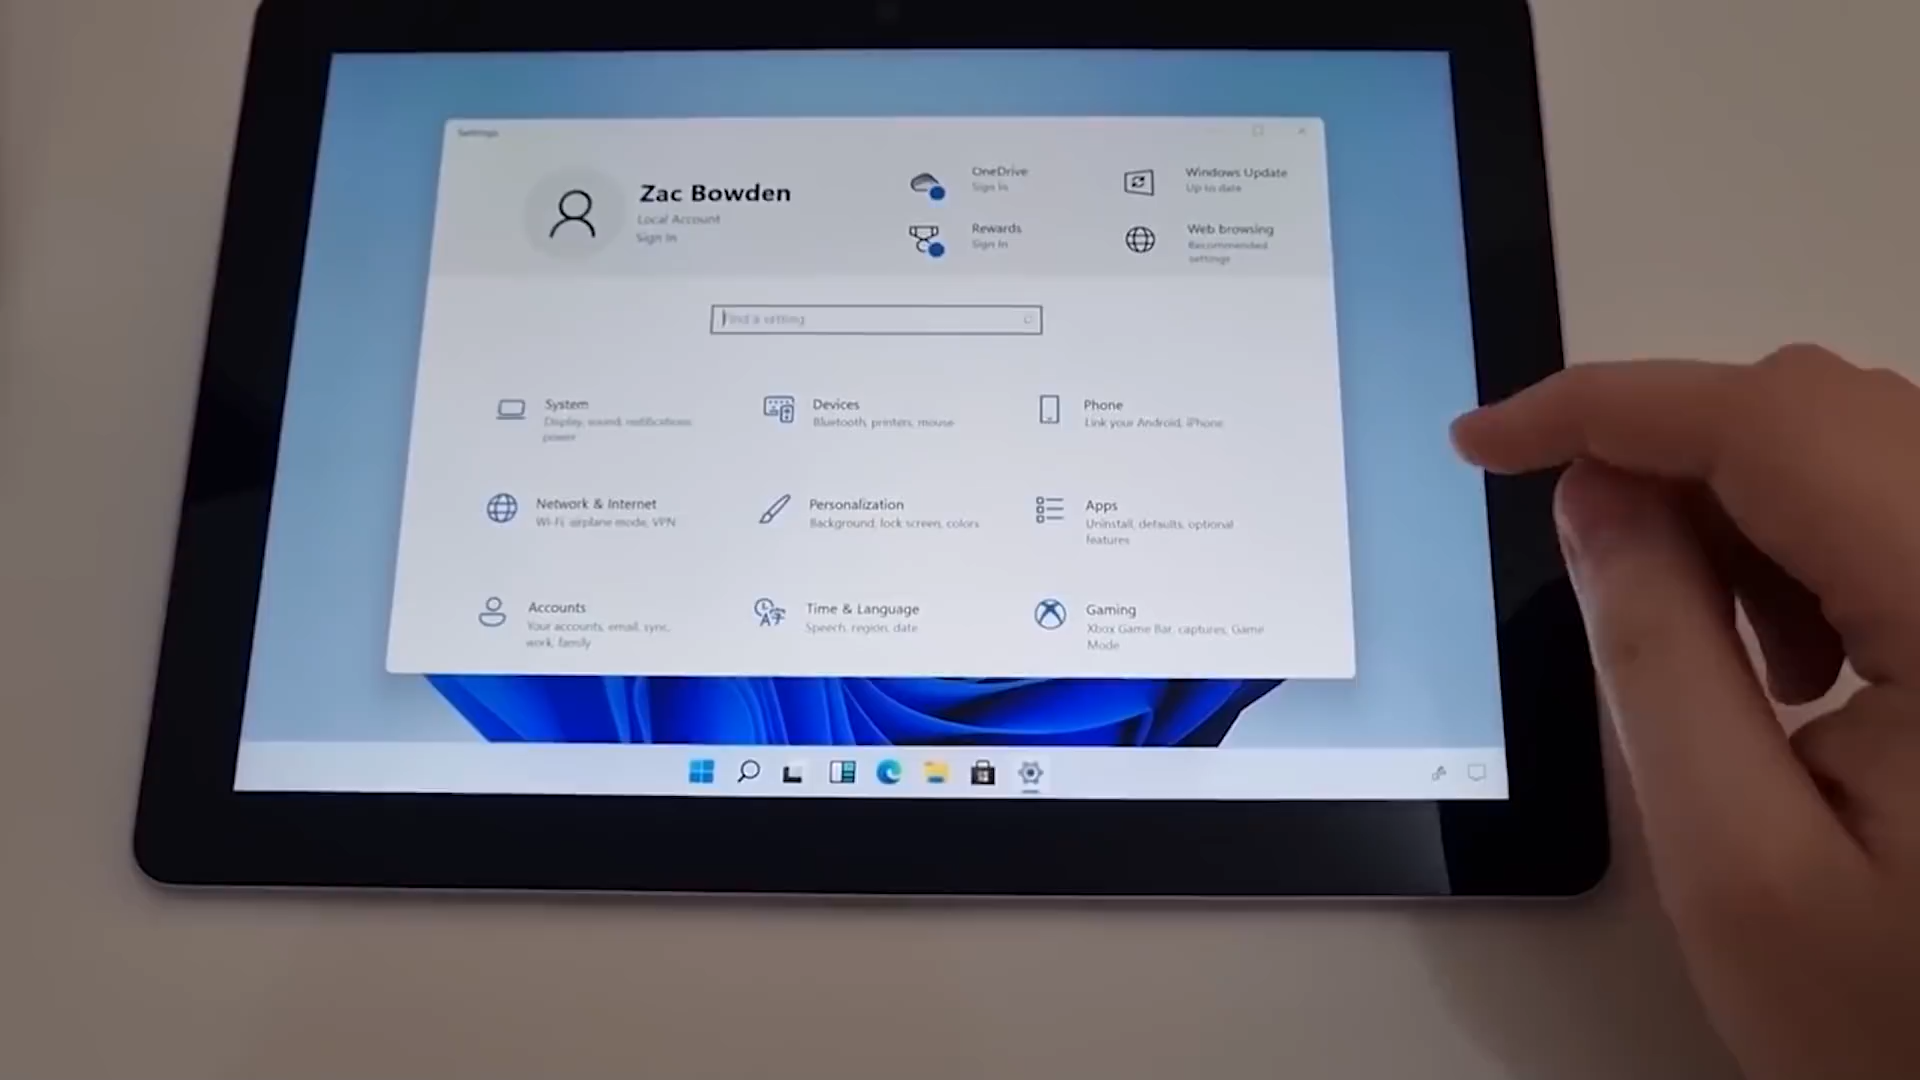 Settings
Zac Bowden
Local Account
Sign in
OneDrive
Sign in
Rewards
Sign in
Windows Update
Up to date
Web browsing
Recommended
settings
Find a setting
System
Display, sound, notifications,
power
Devices
Bluetooth, printers, mouse
Phone
Link your Android, iPhone
Network & Internet
Wi-Fi, airplane mode, VPN
Personalization
Background, lock screen, colors
Apps
Uninstall, defaults, optional
features
Accounts
Your accounts, email, sync,
work, family
Time & Language
Speech, region, date
Gaming
Xbox Game Bar, captures, Game
Mode